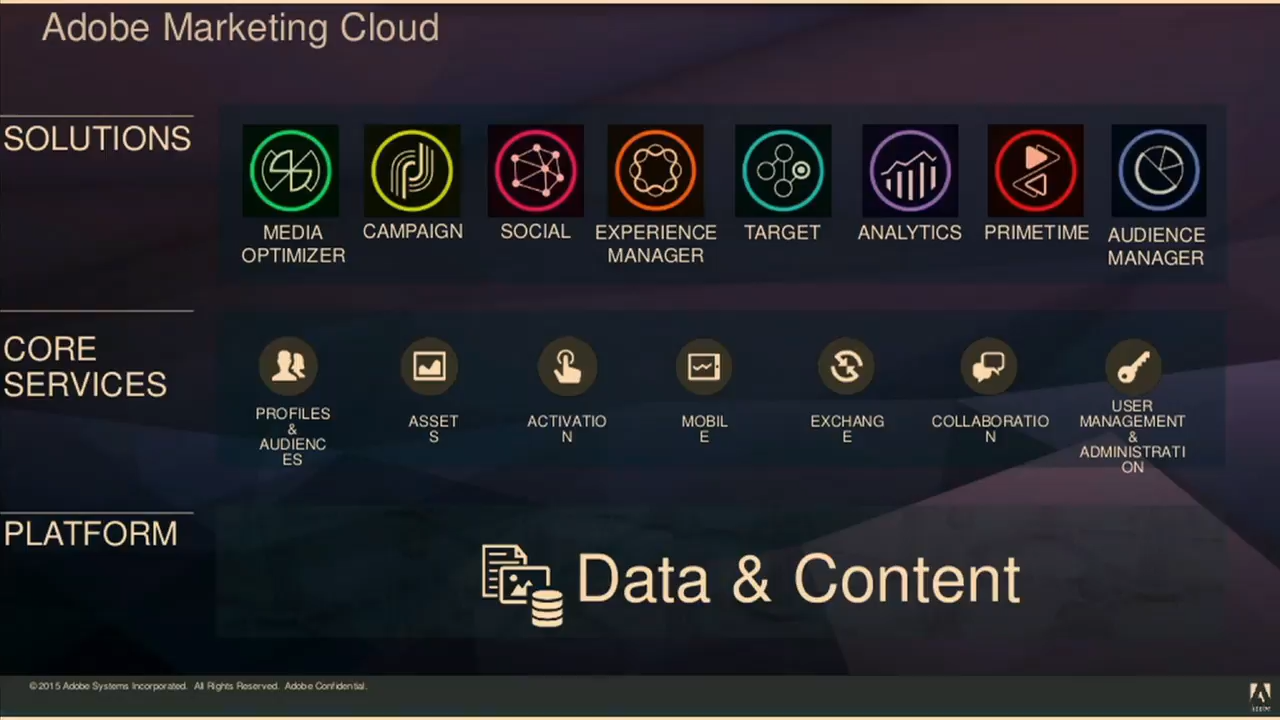 Adobe Marketing Cloud
SOLUTIONS
MEDIA
OPTIMIZER
CAMPAIGN
SOCIAL
EXPERIENCE
MANAGER
TARGET
ANALYTICS
PRIMETIME
AUDIENCE
MANAGER
CORE
SERVICES
PROFILES
&
AUDIENC
ES
ASSET
S
ACTIVATIO
N
MOBIL
E
EXCHANG
E
COLLABORATIO
N
USER
MANAGEMENT
&
ADMINISTRATI
ON
PLATFORM
Data & Content
©2015 Adobe Systems Incorporated. All Rights Reserved. Adobe Confidential.
Adobe